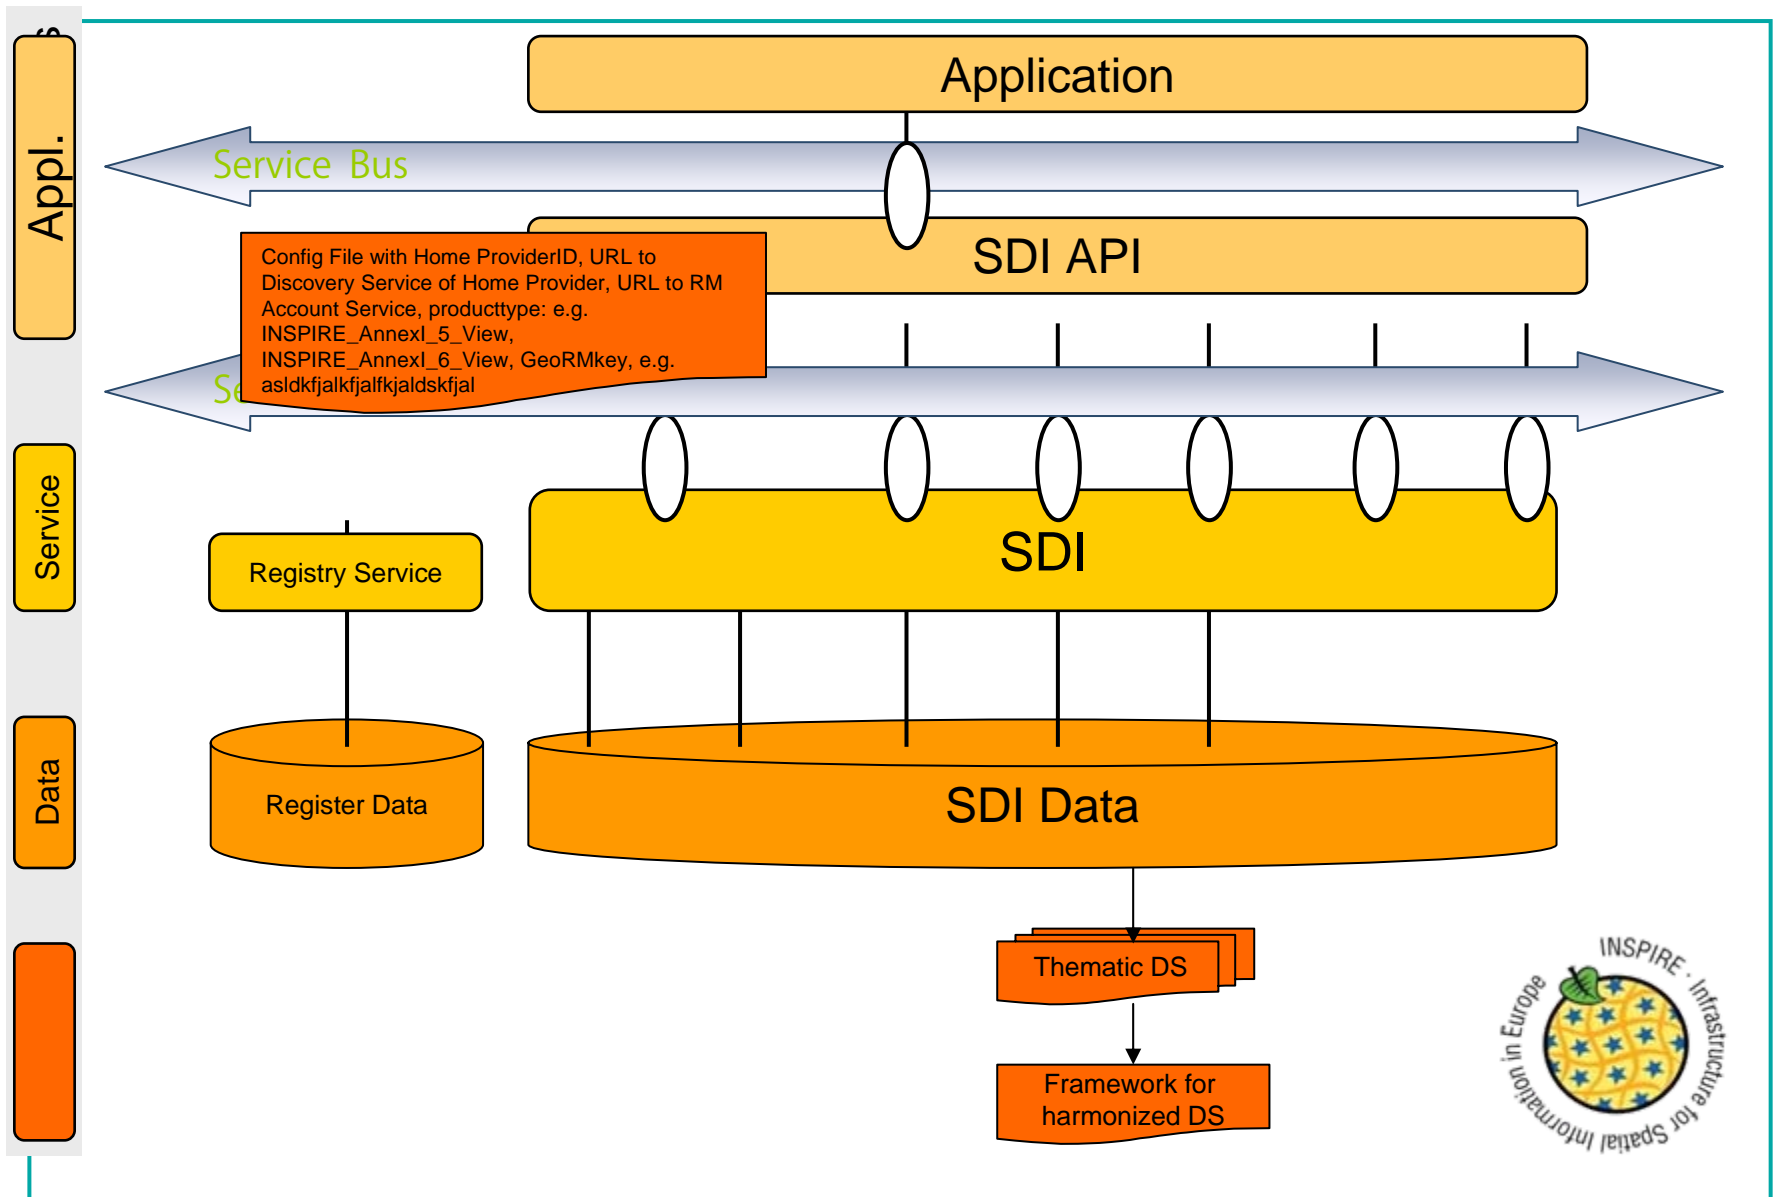 Application
Appl.
Service Bus
SDI API
Config File with Home ProviderID, URL to
Discovery Service of Home Provider, URL to RM
Account Service, producttype: e.g.
INSPIRE_AnnexI_5_View,
INSPIRE_AnnexI_6_View, GeoRMkey, e.g.
asldkfjalkfjalfkjaldskfjal
Service
SDI
Registry Service
Data
Register Data
SDI Data
Thematic DS
Framework for
harmonized DS
INSPIRE · Infrastructure for Spatial Information in Europe